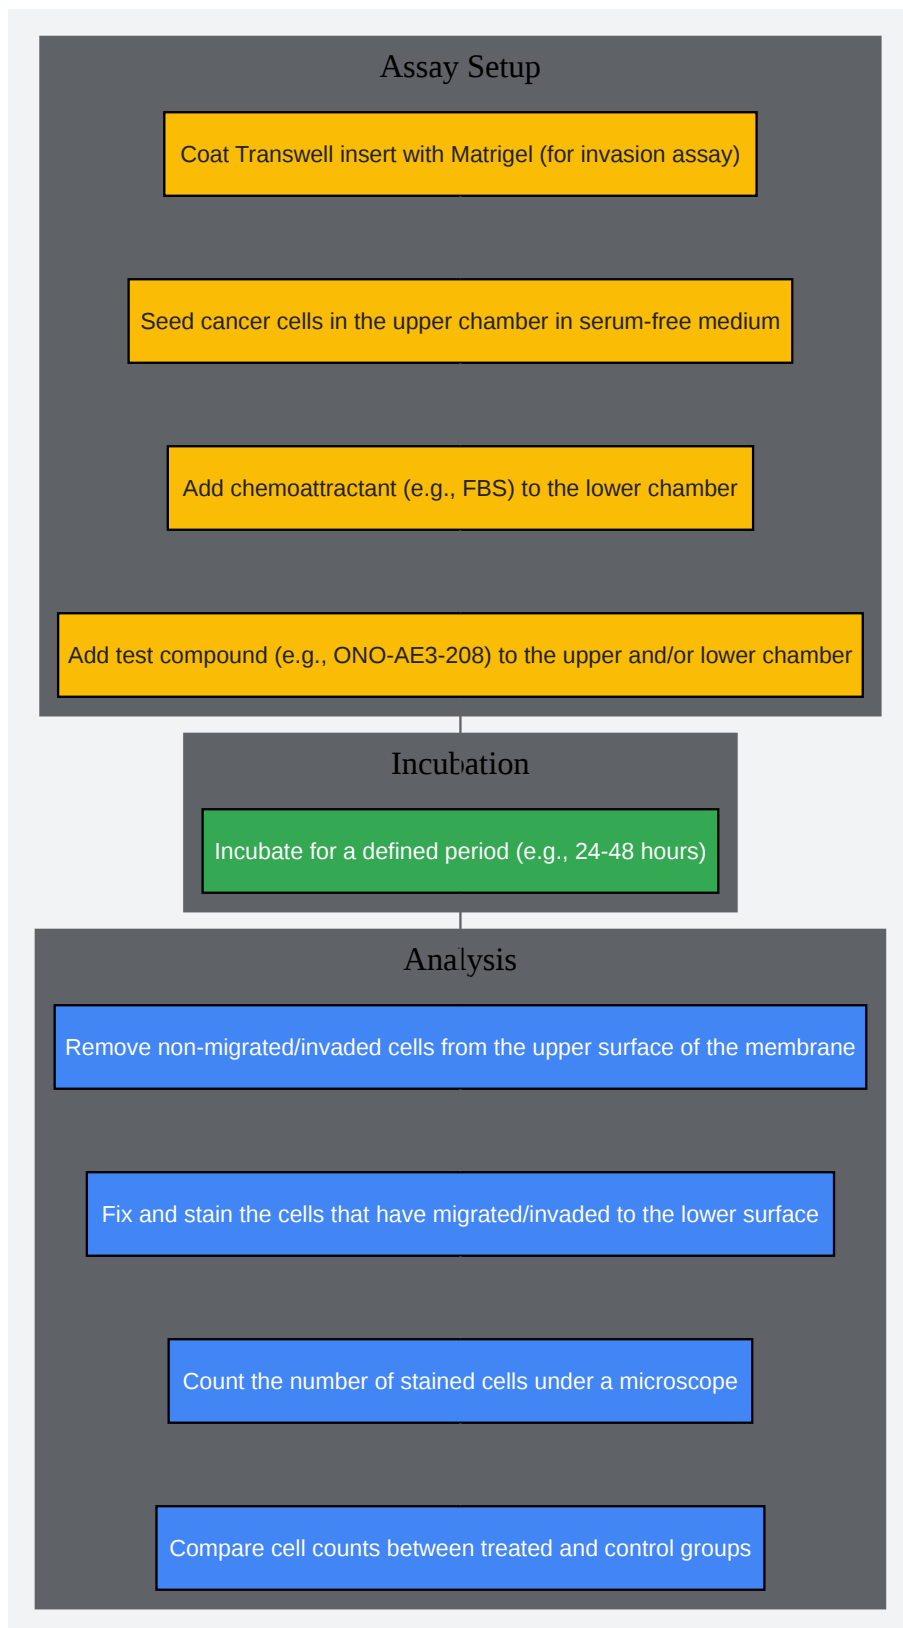 Assay Setup
Coat Transwell insert with Matrigel (for invasion assay)
Seed cancer cells in the upper chamber in serum-free medium
Add chemoattractant (e.g., FBS) to the lower chamber
Add test compound (e.g., ONO-AE3-208) to the upper and/or lower chamber
Incubation
Incubate for a defined period (e.g., 24-48 hours)
Analysis
Remove non-migrated/invaded cells from the upper surface of the membrane
Fix and stain the cells that have migrated/invaded to the lower surface
Count the number of stained cells under a microscope
Compare cell counts between treated and control groups